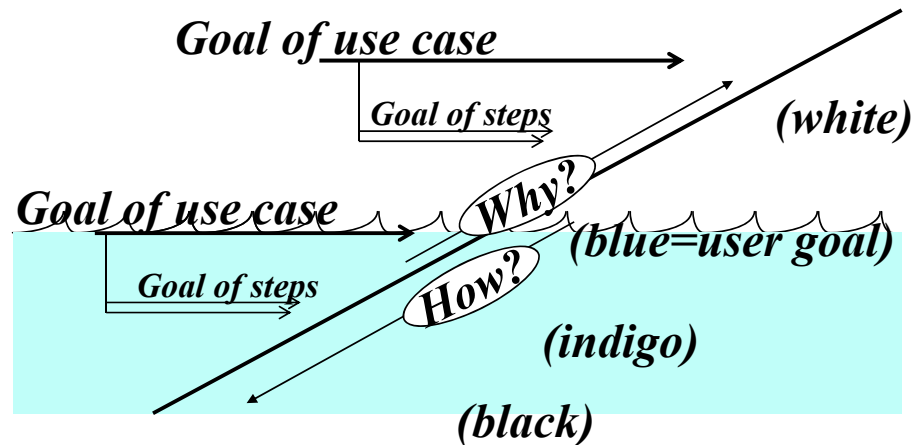 Goal of use case
Goal of steps
(white)
Why?
Goal of use case
(blue=user goal)
How?
Goal of steps
(indigo)
(black)